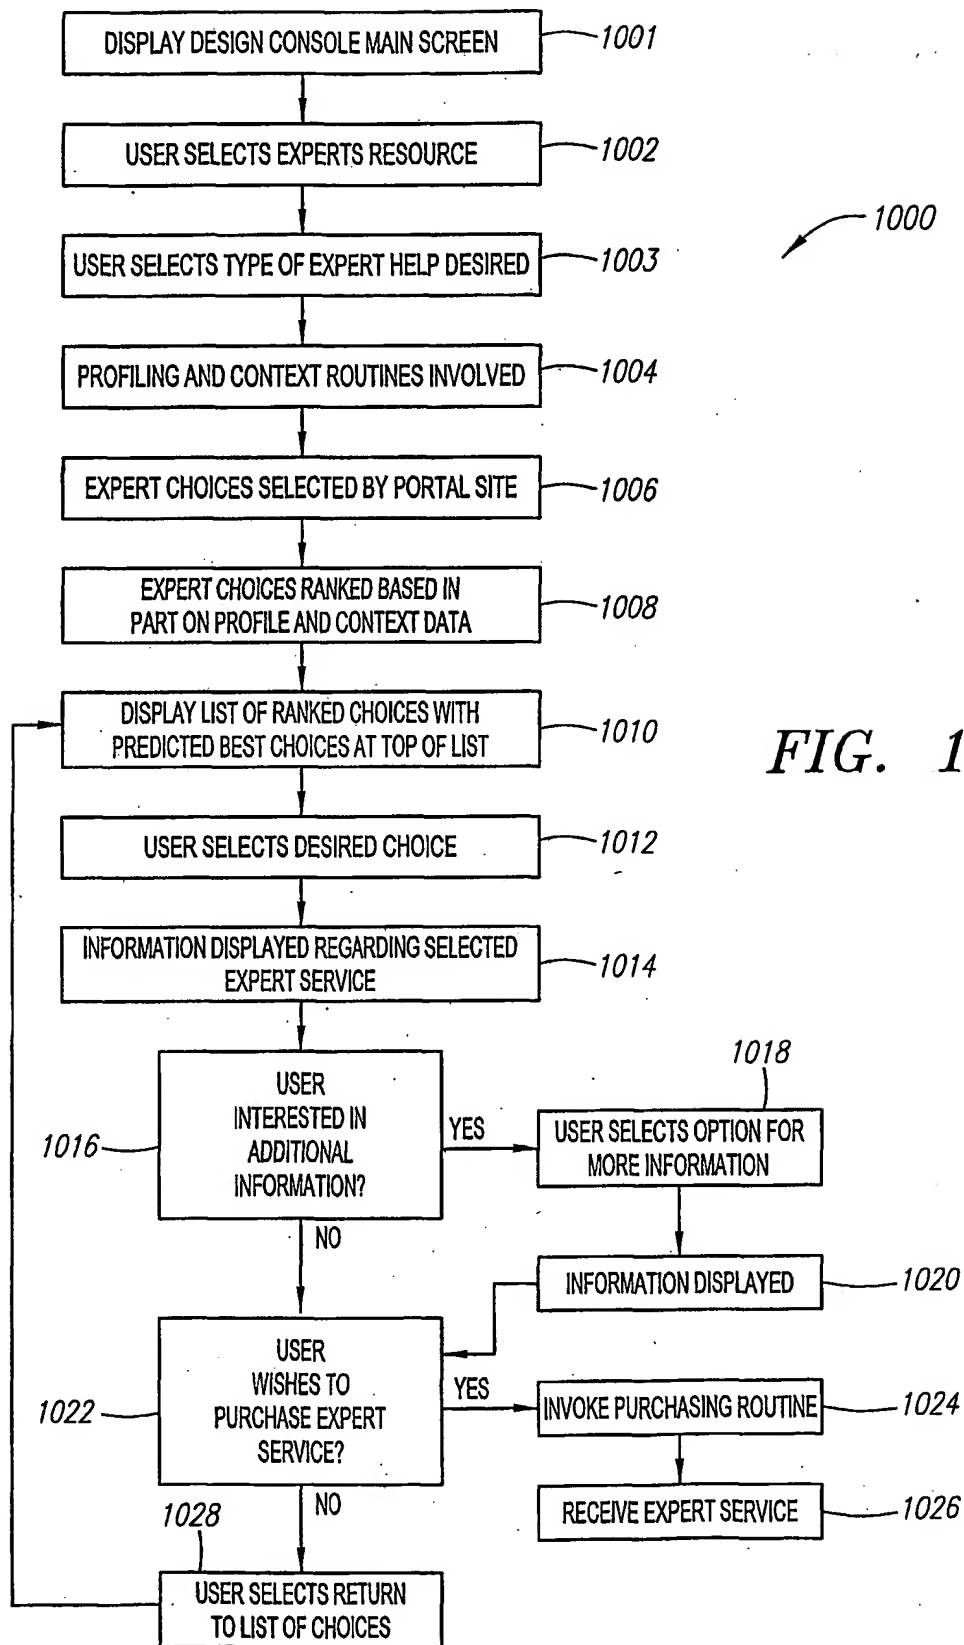 DISPLAY DESIGN CONSOLE MAIN SCREEN
1001
USER SELECTS EXPERTS RESOURCE
1002
1000
USER SELECTS TYPE OF EXPERT HELP DESIRED
1003
PROFILING AND CONTEXT ROUTINES INVOLVED
1004
EXPERT CHOICES SELECTED BY PORTAL SITE
1006
EXPERT CHOICES RANKED BASED IN
PART ON PROFILE AND CONTEXT DATA
1008
DISPLAY LIST OF RANKED CHOICES WITH
PREDICTED BEST CHOICES AT TOP OF LIST
1010
FIG. 1
USER SELECTS DESIRED CHOICE
1012
INFORMATION DISPLAYED REGARDING SELECTED
EXPERT SERVICE
1014
USER
INTERESTED IN
ADDITIONAL
INFORMATION?
1016
YES
NO
1018
USER SELECTS OPTION FOR
MORE INFORMATION
INFORMATION DISPLAYED
1020
USER
WISHES TO
PURCHASE EXPERT
SERVICE?
1022
YES
NO
INVOKE PURCHASING ROUTINE
1024
RECEIVE EXPERT SERVICE
1026
1028
USER SELECTS RETURN
TO LIST OF CHOICES